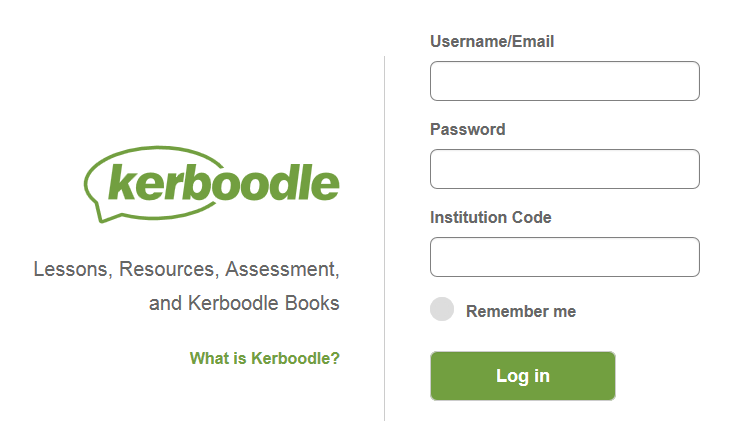 kerboodle
Lessons, Resources, Assessment,
and Kerboodle Books
What is Kerboodle?
Username/Email
Password
Institution Code
Remember me
Log in